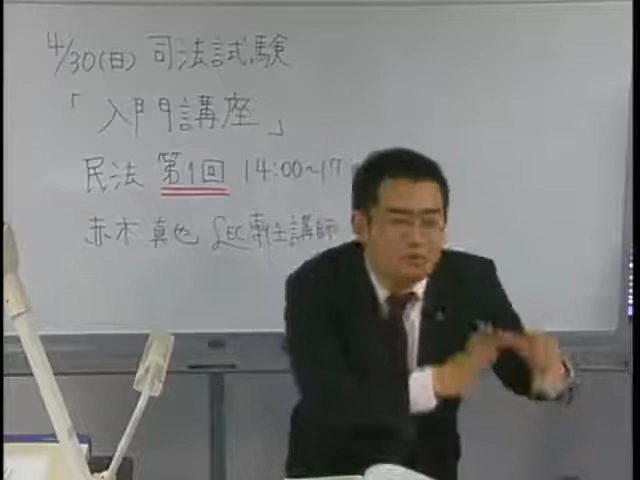 4/30(日) 司法試験
「入門講座」
民法 第1回 14:00~17
赤木真也 LEC専任講師